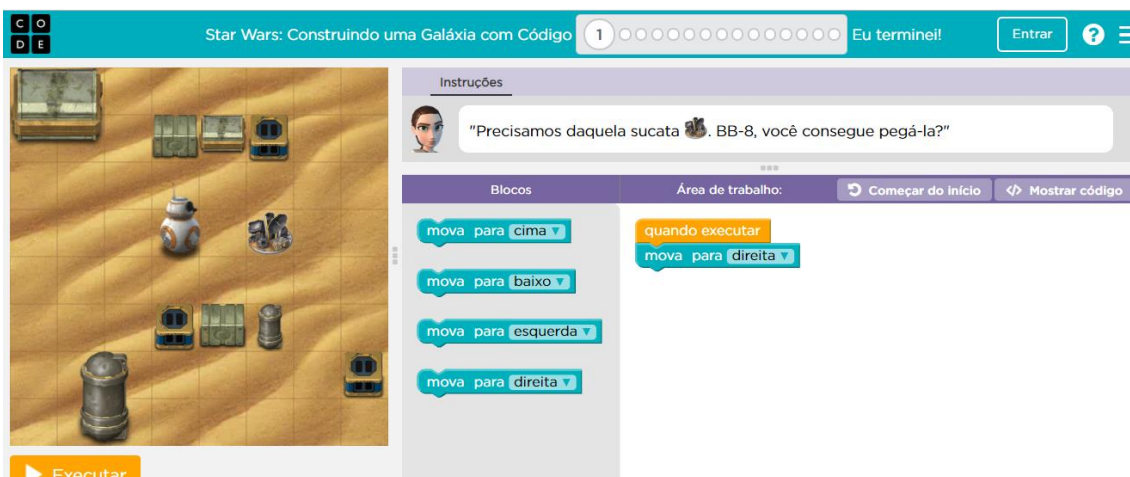 C O
D E
Star Wars: Construindo uma Galáxia com Código
1
Eu terminei!
Entrar
?
Instruções
"Precisamos daquela sucata . BB-8, você consegue pegá-la?"
Blocos
Área de trabalho:
Começar do início
</> Mostrar código
mova para cima
mova para baixo
mova para esquerda
mova para direita
quando executar
mova para direita
Executar